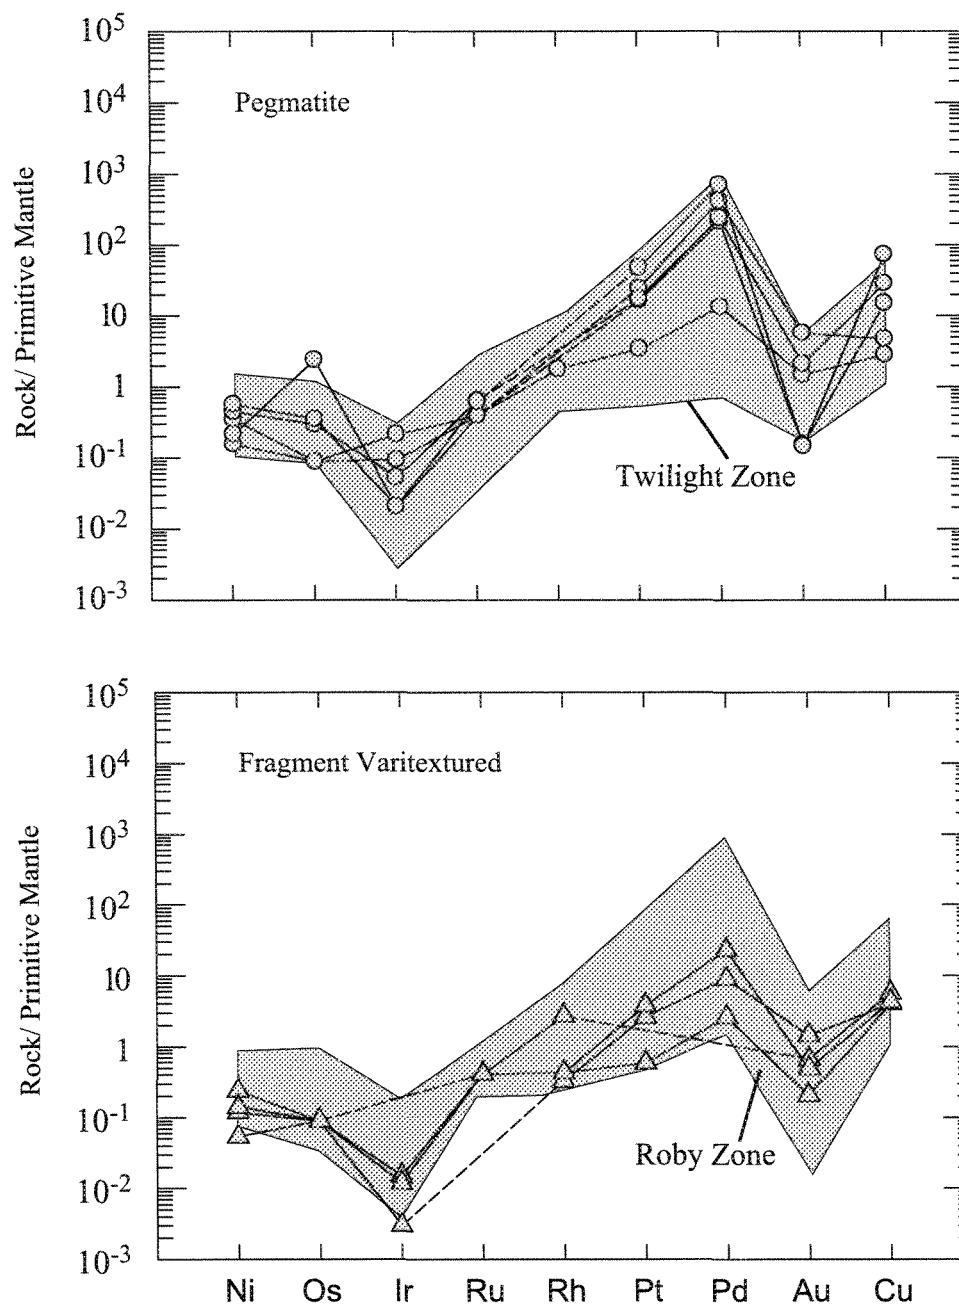 10^5
Pegmatite
10^4
10^3
10^2
10
1
10^-1
10^-2
10^-3
Rock/ Primitive Mantle
Twilight Zone
10^5
Fragment Varitextured
10^4
10^3
10^2
10
1
10^-1
10^-2
10^-3
Rock/ Primitive Mantle
Roby Zone
Ni Os Ir Ru Rh Pt Pd Au Cu